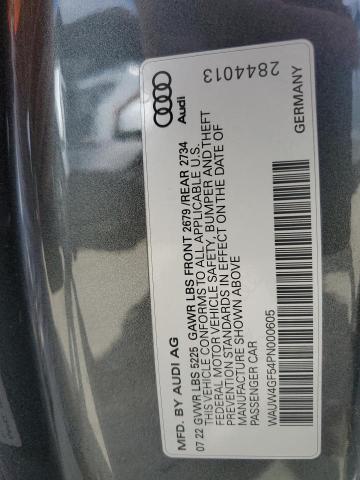 MFD. BY AUDI AG
Audi
07 22 GVWR LBS 5225 GAWR LBS FRONT 2679 /REAR 2734
THIS VEHICLE CONFORMS TO ALL APPLICABLE U.S.
FEDERAL MOTOR VEHICLE SAFETY, BUMPER AND THEFT
PREVENTION STANDARDS IN EFFECT ON THE DATE OF
MANUFACTURE SHOWN ABOVE
PASSENGER CAR
2844013
WAUW4GF54PN000605
GERMANY